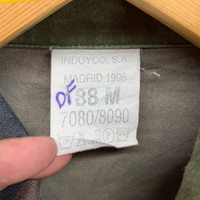 INDUYCO, S.A.
MADRID 1996
DF 88 M
7080/8090